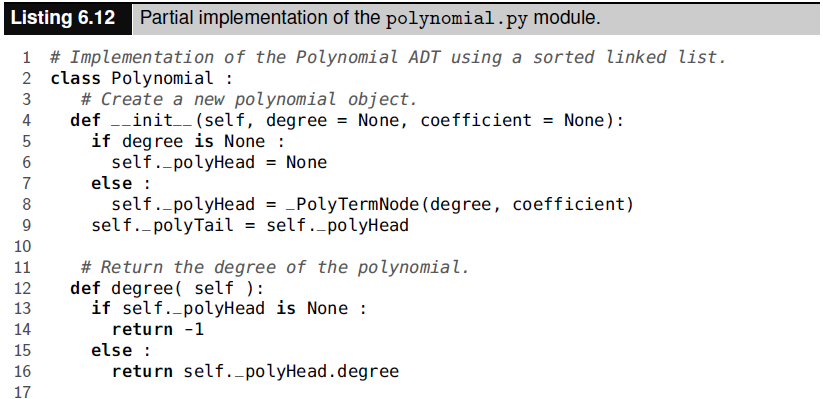 Listing 6.12 Partial implementation of the polynomial.py module.
1 # Implementation of the Polynomial ADT using a sorted linked list.
2 class Polynomial :
3 # Create a new polynomial object.
4 def __init__(self, degree = None, coefficient = None):
5 if degree is None :
6 self._polyHead = None
7 else :
8 self._polyHead = _PolyTermNode(degree, coefficient)
9 self._polyTail = self._polyHead
10
11 # Return the degree of the polynomial.
12 def degree( self ):
13 if self._polyHead is None :
14 return -1
15 else :
16 return self._polyHead.degree
17